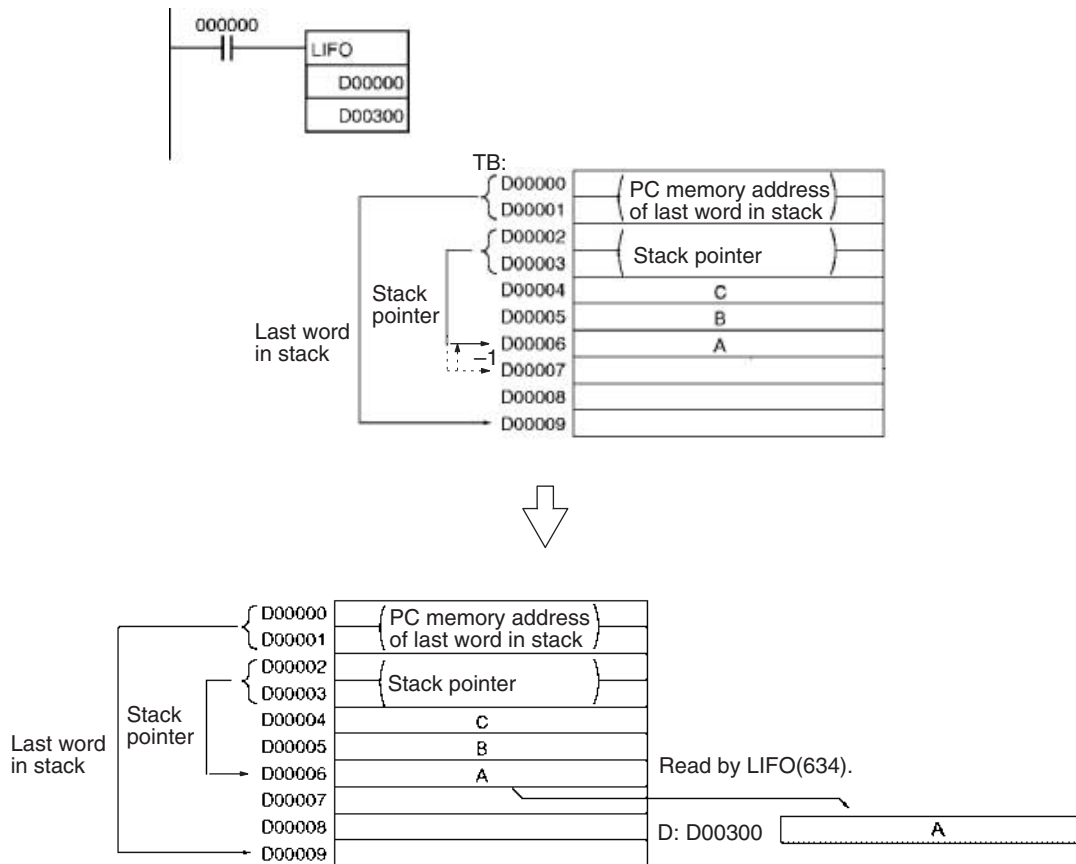 000000
LIFO
D00000
D00300
TB:
D00000
PC memory address
D00001
of last word in stack
D00002
Stack pointer
D00003
D00004
C
Stack
pointer
D00005
B
Last word
in stack
D00006
A
–1
D00007
D00008
D00009
D00000
PC memory address
D00001
of last word in stack
D00002
Stack pointer
D00003
D00004
C
Stack
pointer
D00005
B
Last word
in stack
D00006
A
Read by LIFO(634).
D00007
D00008
D: D00300
A
D00009